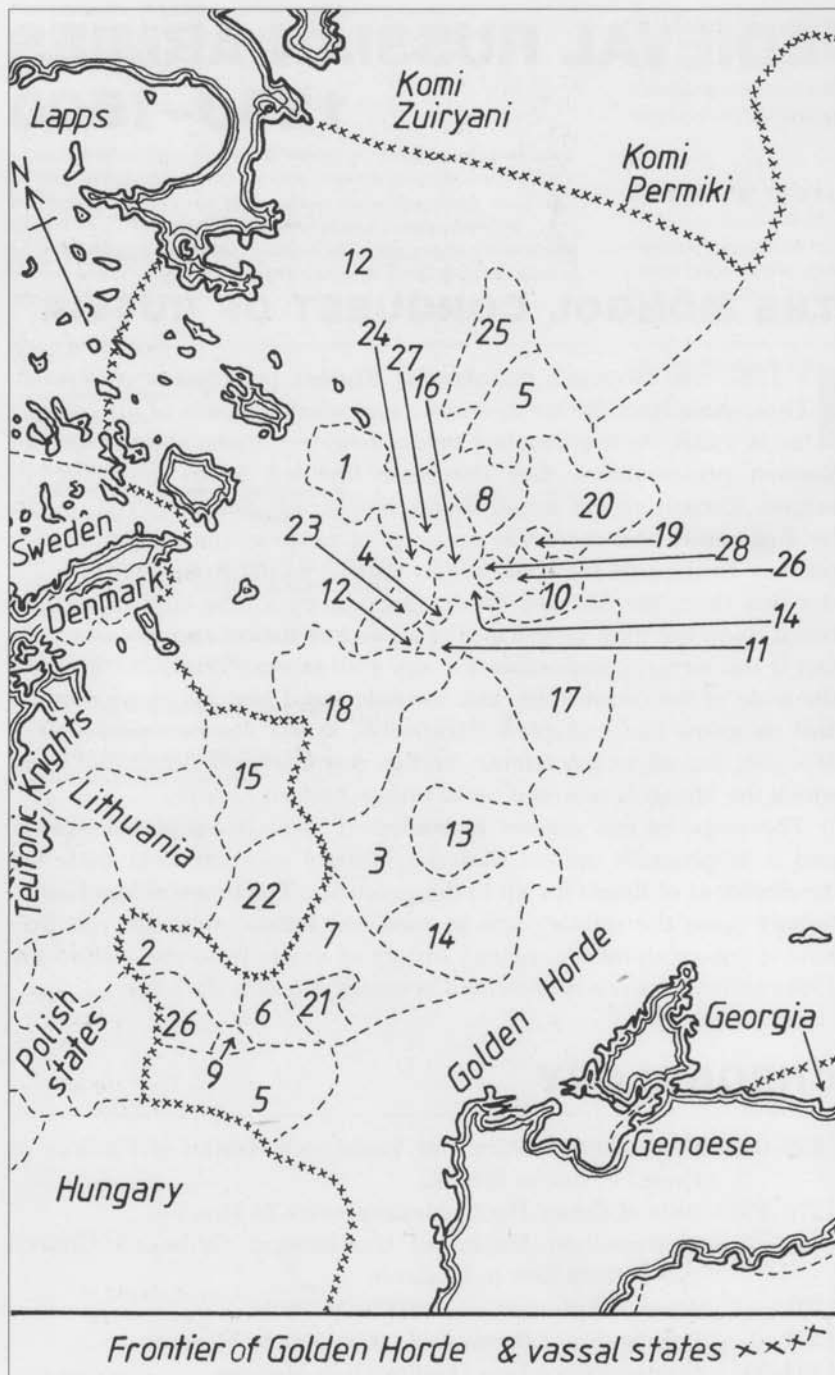 Komi
Zuiryani
Lapps
Komi
Permiki
N
12
24
25
27
16
5
1
8
20
23
19
4
28
26
12
10
14
11
Sweden
Denmark
18
17
15
Teutonic Knights
Lithuania
13
3
22
14
7
2
Golden Horde
Georgia
Polish
states
26
6
21
9
5
Genoese
Hungary
Frontier of Golden Horde & vassal states